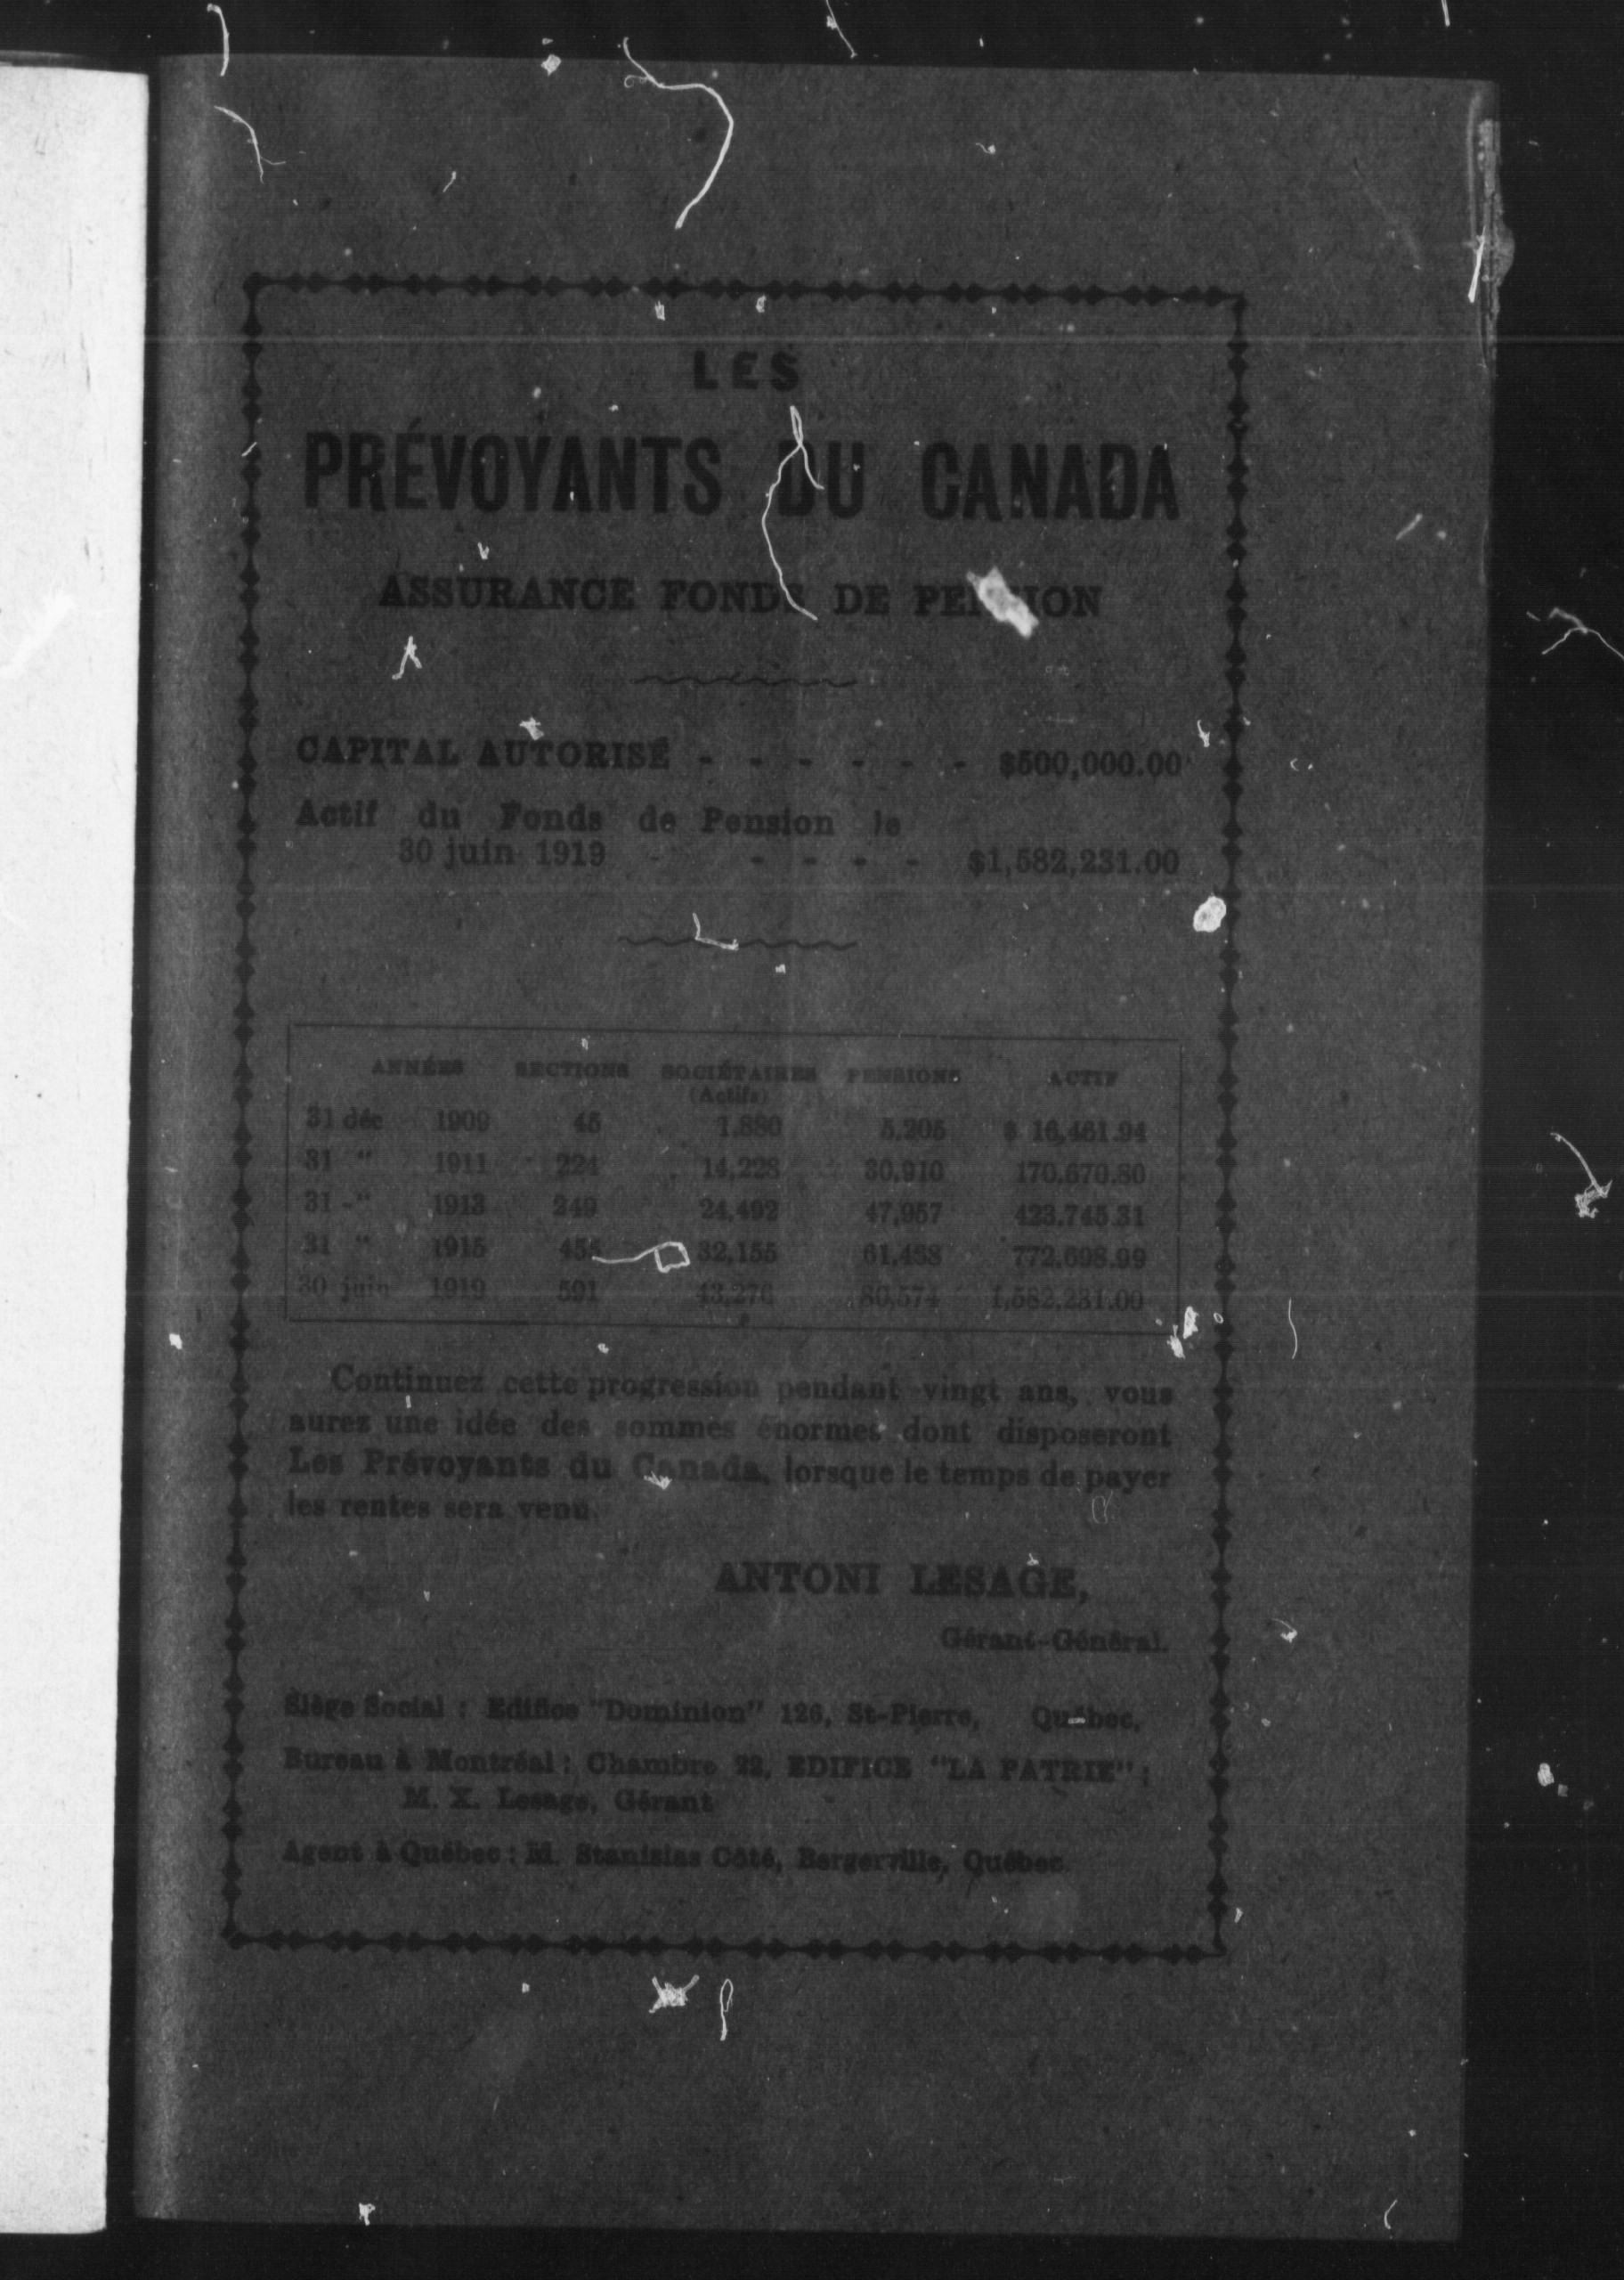 LES
PRÉVOYANTS DU CANADA
ASSURANCE FONDS DE PENSION
CAPITAL AUTORISÉ - - - - - - $500,000.00
Actif du Fonds de Pension le
30 juin 1919 - - - - - $1,582,231.00
ANNÉES SECTIONS SOCIÉTAIRES PENSIONS ACTIF
(Actifs)
31 déc 1909 45 1,880 5,205 $ 16,461.94
31 " 1911 224 14,228 30,910 170,670.80
31 " 1913 349 24,492 47,957 423,745.31
31 " 1915 32,155 61,458 772,698.99
30 juin 1919 591 43,276 80,574 1,582,231.00
Continuez cette progression pendant vingt ans, vous
aurez une idée des sommes énormes dont disposeront
Les Prévoyants du Canada, lorsque le temps de payer
les rentes sera venu.
ANTONI LESAGE,
Gérant-Général.
Siège Social : Edifice "Dominion" 126, St-Pierre, Québec.
Bureau à Montréal : Chambre 22, EDIFICE "LA PATRIE" ;
M. X. Lesage, Gérant
Agent à Québec : M. Stanislas Côté, Bergerville, Québec.